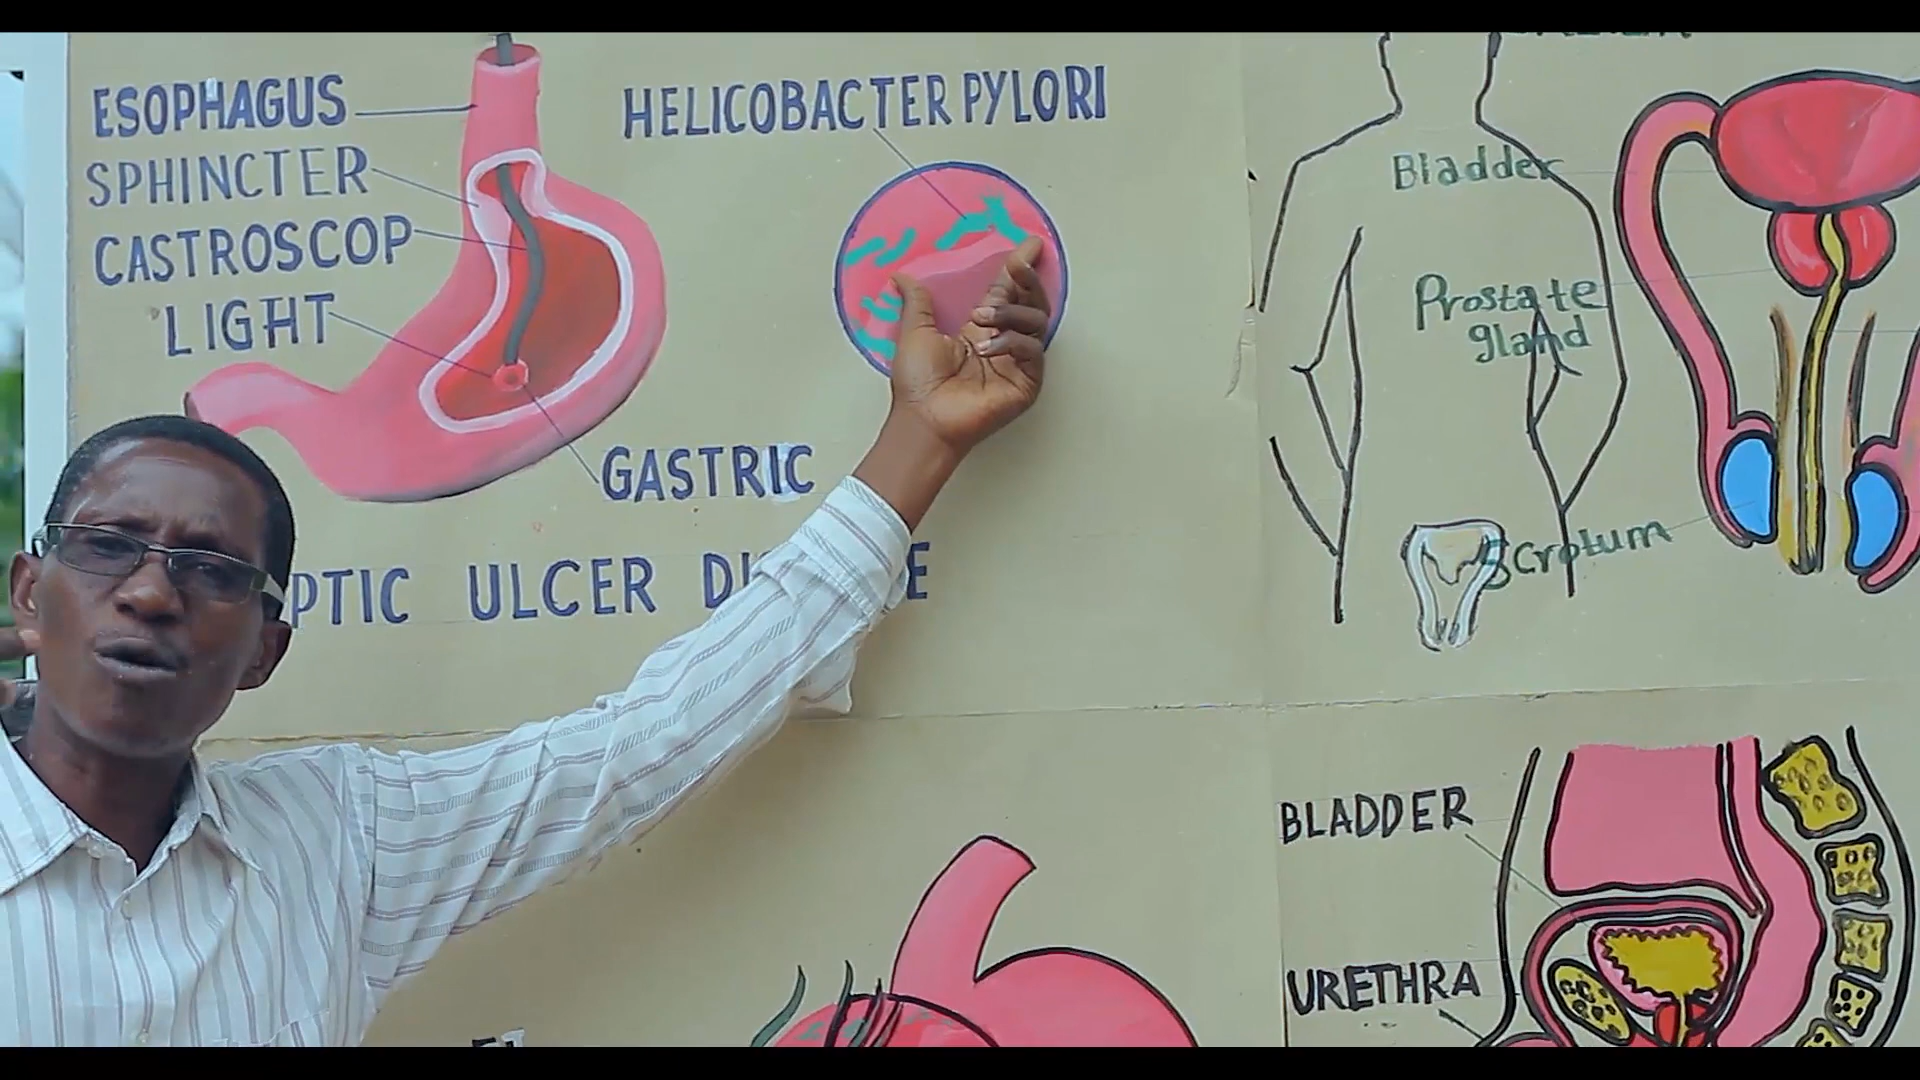 ESOPHAGUS
SPHINCTER
CASTROSCOP
LIGHT
HELICOBACTER PYLORI
GASTRIC
PTIC ULCER DI E
Bladder
Prostate
gland
Scrotum
BLADDER
URETHRA